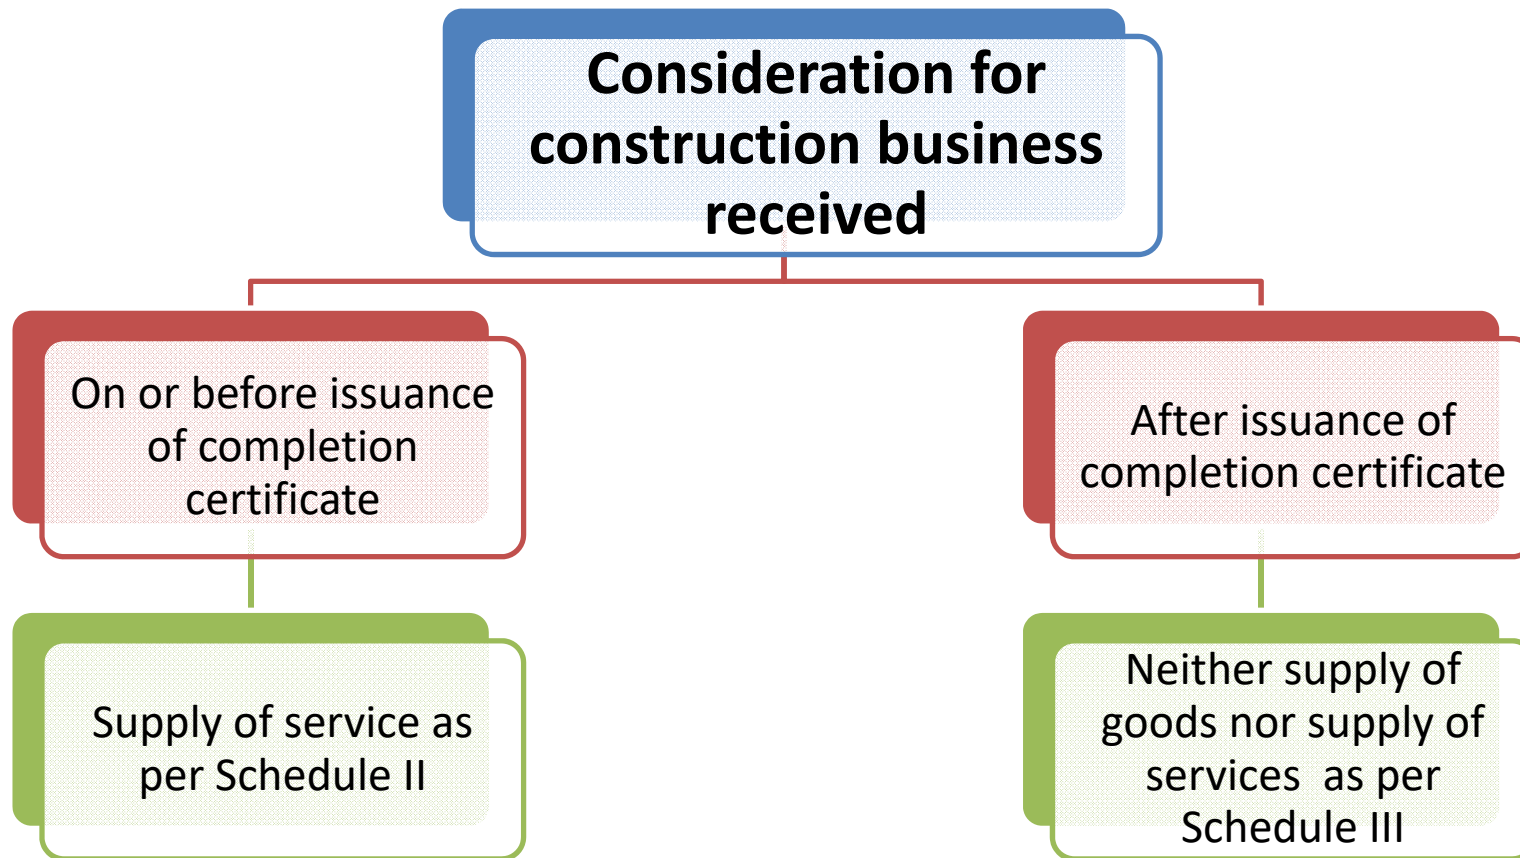 Consideration for
construction business
received
On or before issuance
of completion
certificate
After issuance of
completion certificate
Supply of service as
per Schedule II
Neither supply of
goods nor supply of
services  as per
Schedule III